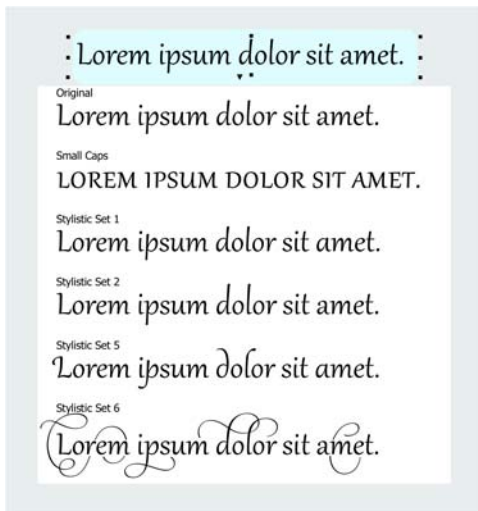 Lorem ipsum dolor sit amet.
Original
Lorem ipsum dolor sit amet.
Small Caps
LOREM IPSUM DOLOR SIT AMET.
Stylistic Set 1
Lorem ipsum dolor sit amet.
Stylistic Set 2
Lorem ipsum dolor sit amet.
Stylistic Set 5
Lorem ipsum dolor sit amet.
Stylistic Set 6
Lorem ipsum dolor sit amet.